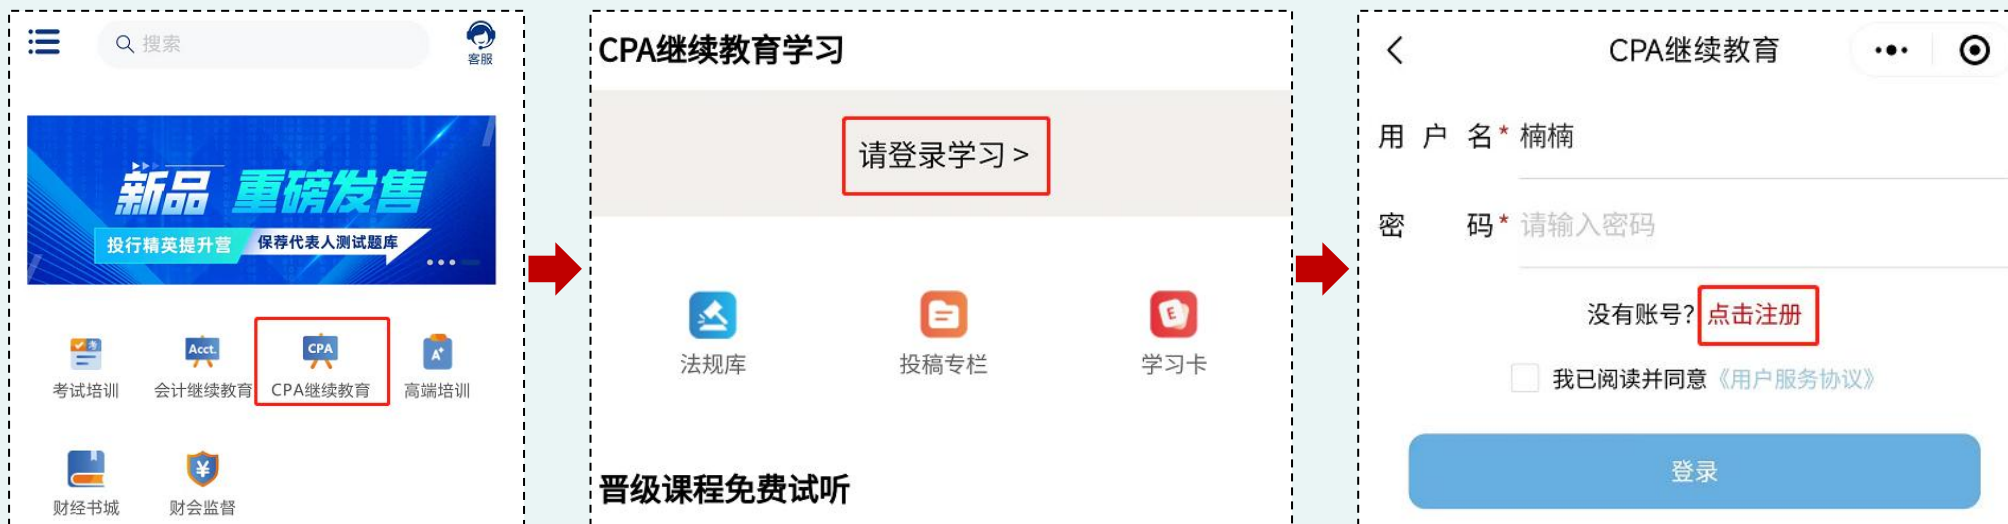 搜索
客服
新品 重磅发售
投行精英提升营 保荐代表人测试题库
考
Acct.
CPA
A+
考试培训 会计继续教育 CPA继续教育 高端培训
¥
财经书城 财会监督
CPA继续教育学习
请登录学习 >
E
法规库 投稿专栏 学习卡
晋级课程免费试听
CPA继续教育
用户名* 楠楠
密码* 请输入密码
没有账号? 点击注册
我已阅读并同意《用户服务协议》
登录